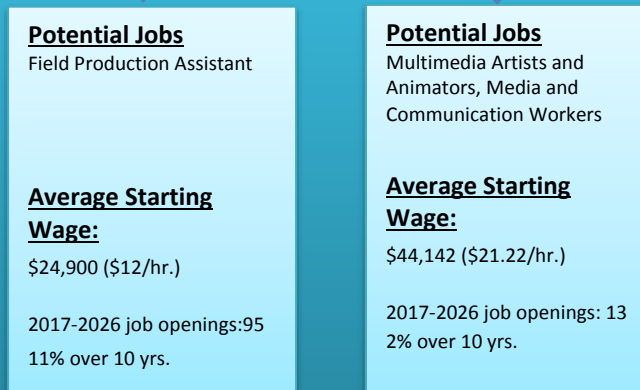 Potential Jobs
Field Production Assistant
Average Starting
Wage:
$24,900 ($12/hr.)
2017-2026 job openings:95
11% over 10 yrs.
Potential Jobs
Multimedia Artists and
Animators, Media and
Communication Workers
Average Starting
Wage:
$44,142 ($21.22/hr.)
2017-2026 job openings: 13
2% over 10 yrs.